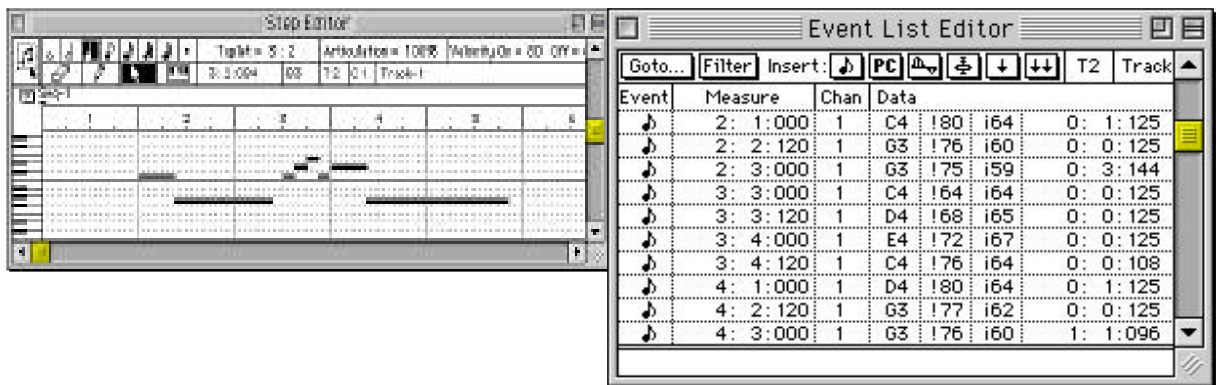 Step Editor
Tuplet = 3 : 2 Articulation = 100% Velocity On = 80 Off =
3: 3:094 G3 T2 C1 Track-1
Seq-1
1 2 3 4 5 6
Event List Editor
Goto... Filter Insert: PC T2 Track
Event Measure Chan Data
2: 1:000 1 C4 !80 i64 0: 1:125
2: 2:120 1 G3 !76 i60 0: 0:125
2: 3:000 1 G3 !75 i59 0: 3:144
3: 3:000 1 C4 !64 i64 0: 0:125
3: 3:120 1 D4 !68 i65 0: 0:125
3: 4:000 1 E4 !72 i67 0: 0:125
3: 4:120 1 C4 !76 i64 0: 0:108
4: 1:000 1 D4 !80 i64 0: 1:125
4: 2:120 1 G3 !77 i62 0: 0:125
4: 3:000 1 G3 !76 i60 1: 1:096